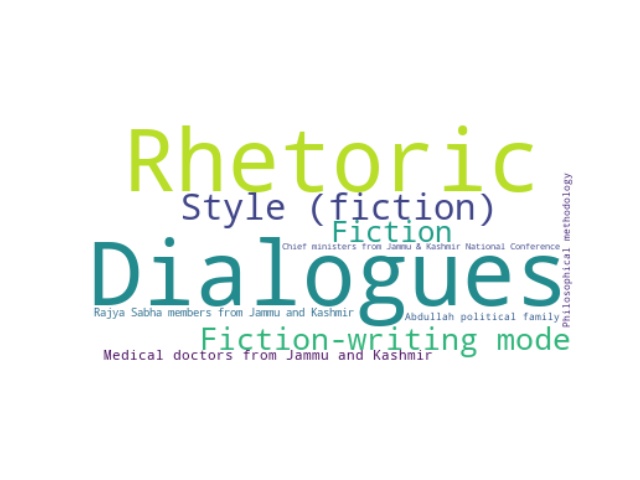 Rhetoric
Style (fiction)
Fiction
Chief ministers from Jammu & Kashmir National Conference
Dialogues
Rajya Sabha members from Jammu and Kashmir
Abdullah political family
Fiction-writing mode
Medical doctors from Jammu and Kashmir
Philosophical methodology